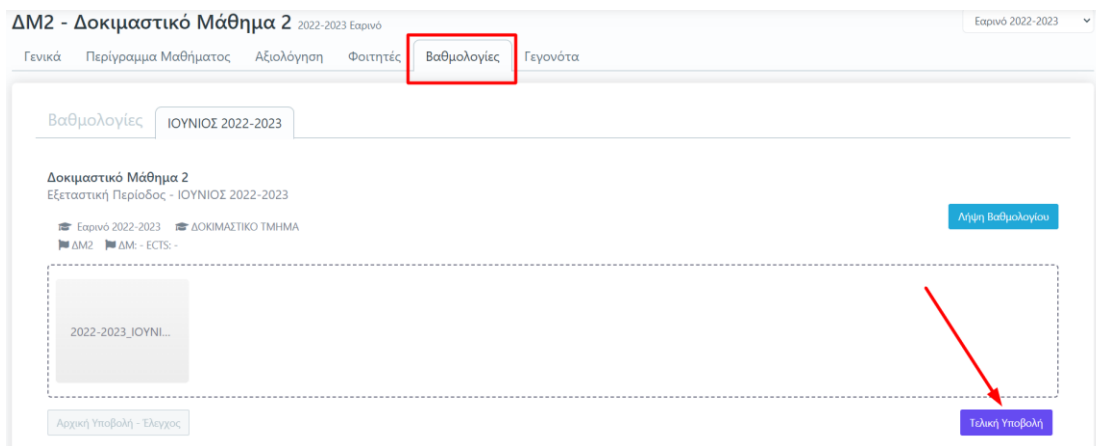 ΔΜ2 - Δοκιμαστικό Μάθημα 2 2022-2023 Εαρινό
Εαρινό 2022-2023
Γενικά Περίγραμμα Μαθήματος Αξιολόγηση Φοιτητές Βαθμολογίες Γεγονότα
Βαθμολογίες ΙΟΥΝΙΟΣ 2022-2023
Δοκιμαστικό Μάθημα 2
Εξεταστική Περίοδος - ΙΟΥΝΙΟΣ 2022-2023
Λήψη Βαθμολογίου
Εαρινό 2022-2023 ΔΟΚΙΜΑΣΤΙΚΟ ΤΜΗΜΑ
ΔΜ2 ΔΜ: - ECTS: -
2022-2023_ΙΟΥΝΙ...
Αρχική Υποβολή - Έλεγχος
Τελική Υποβολή